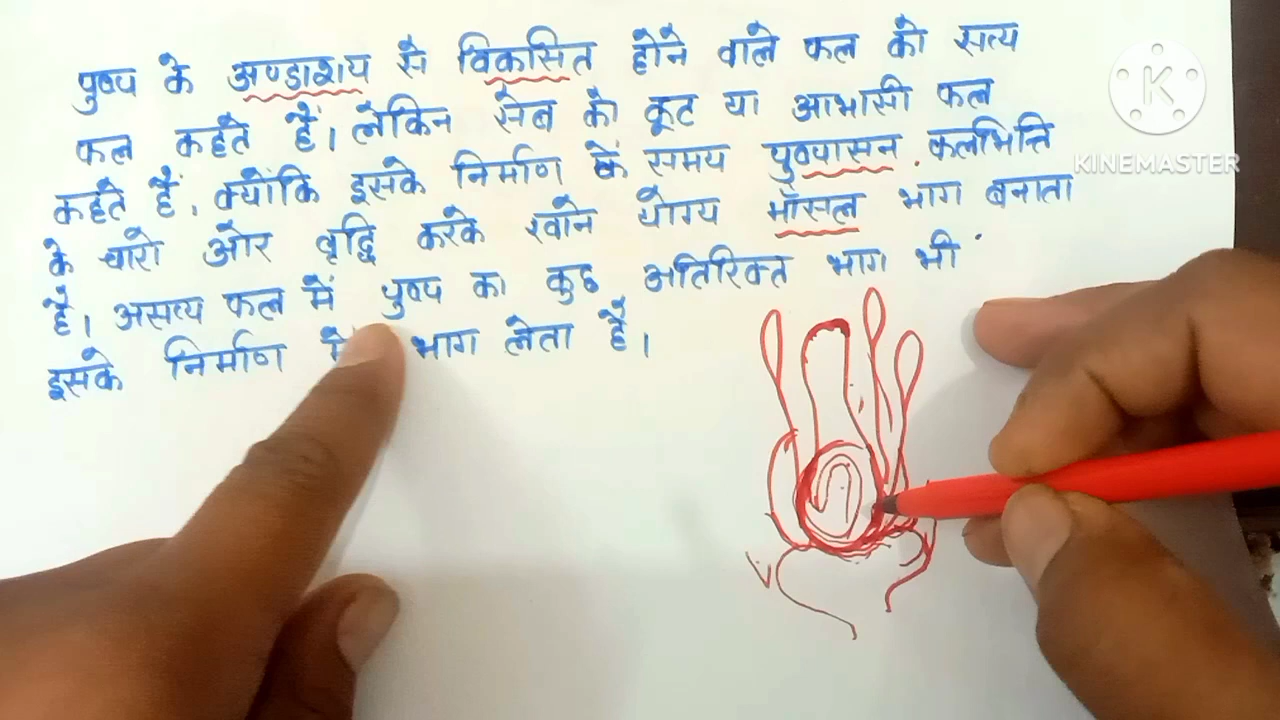 पुष्प के अण्डाशय से विकसित होने वाले फल को सत्य
फल कहते हैं। लेकिन सेब को कूट या आभासी फल
कहते हैं, क्योंकि इसके निर्माण के समय पुष्पासन, फलभित्ति
के चारो ओर वृद्धि करके खाने योग्य माँसल भाग बनाता
है। असत्य फल में पुष्प का कुछ अतिरिक्त भाग भी
इसके निर्माण में भाग लेता है।
K
KINEMASTER